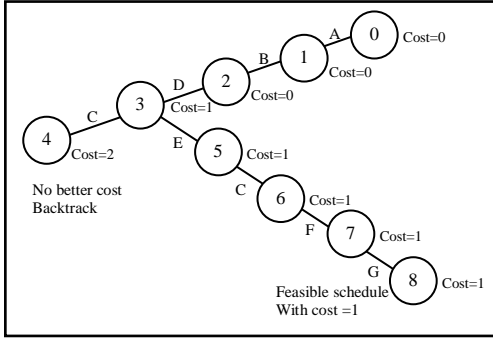 A
0
Cost=0
B
1
Cost=0
D
2
Cost=0
C
3
Cost=1
4
Cost=2
E
5
Cost=1
No better cost
Backtrack
C
6
Cost=1
F
7
Cost=1
G
8
Cost=1
Feasible schedule
With cost =1